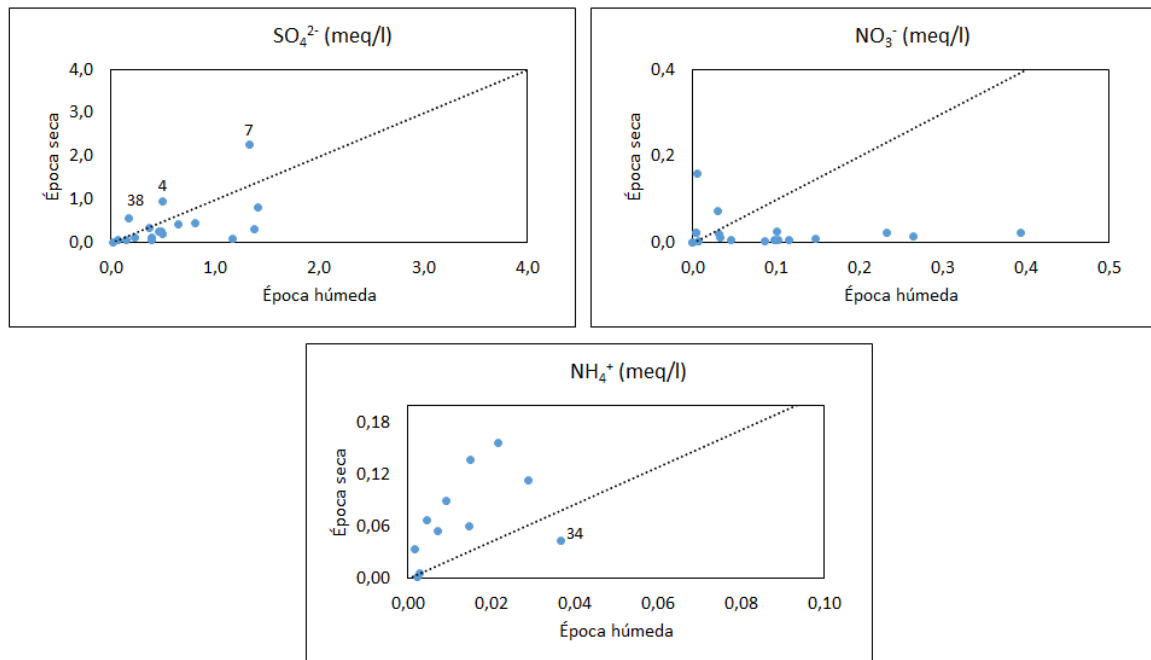 SO₄²⁻ (meq/l)
4,0
3,0
2,0
1,0
0,0
Época seca
7
4
38
0,0 1,0 2,0 3,0 4,0
Época húmeda
NO₃⁻ (meq/l)
0,4
0,2
0,0
Época seca
0,0 0,1 0,2 0,3 0,4 0,5
Época húmeda
NH₄⁺ (meq/l)
0,18
0,12
0,06
0,00
Época seca
34
0,00 0,02 0,04 0,06 0,08 0,10
Época húmeda